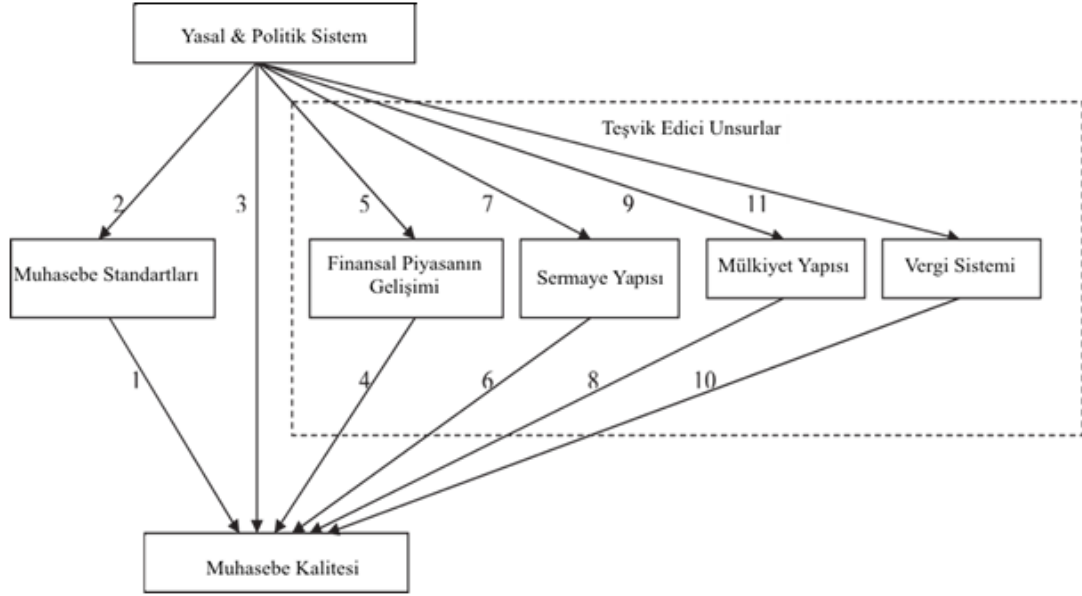 Yasal & Politik Sistem
Teşvik Edici Unsurlar
2
3
5
7
9
11
Muhasebe Standartları
Finansal Piyasanın
Gelişimi
Sermaye Yapısı
Mülkiyet Yapısı
Vergi Sistemi
1
4
6
8
10
Muhasebe Kalitesi